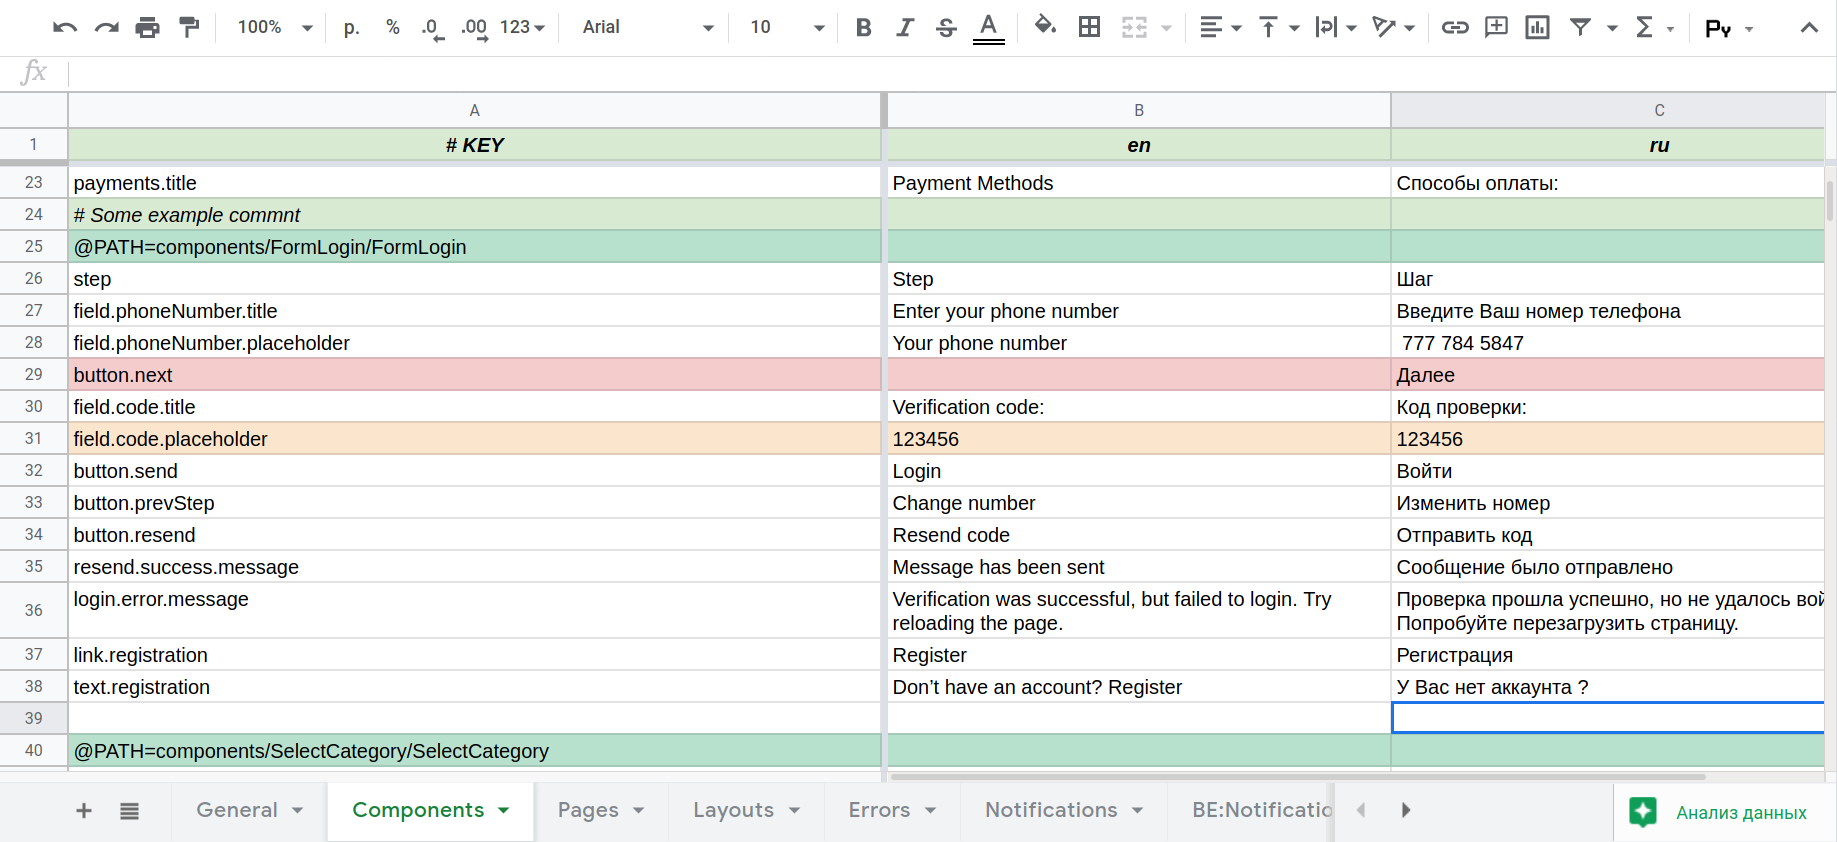 100% р. % .0 .00 123 Arial 10 B I S A Σ Py
fx
A B C
1 # KEY en ru
23 payments.title Payment Methods Способы оплаты:
24 # Some example commnt
25 @PATH=components/FormLogin/FormLogin
26 step Step Шаг
27 field.phoneNumber.title Enter your phone number Введите Ваш номер телефона
28 field.phoneNumber.placeholder Your phone number 777 784 5847
29 button.next Далее
30 field.code.title Verification code: Код проверки:
31 field.code.placeholder 123456 123456
32 button.send Login Войти
33 button.prevStep Change number Изменить номер
34 button.resend Resend code Отправить код
35 resend.success.message Message has been sent Сообщение было отправлено
36 login.error.message Verification was successful, but failed to login. Try Проверка прошла успешно, но не удалось вой
reloading the page. Попробуйте перезагрузить страницу.
37 link.registration Register Регистрация
38 text.registration Don’t have an account? Register У Вас нет аккаунта ?
39
40 @PATH=components/SelectCategory/SelectCategory
+ General Components Pages Layouts Errors Notifications BE:Notificatio Анализ данных